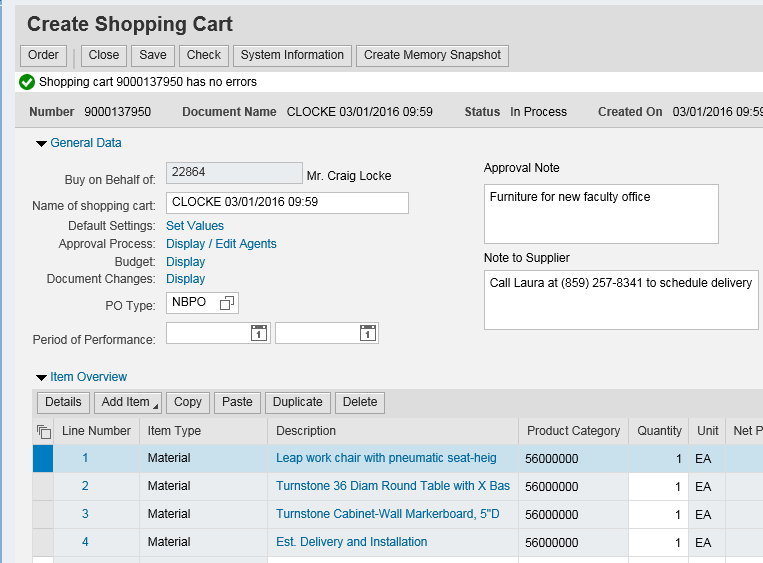 Create Shopping Cart
Order Close Save Check System Information Create Memory Snapshot
Shopping cart 9000137950 has no errors
Number 9000137950 Document Name CLOCKE 03/01/2016 09:59 Status In Process Created On 03/01/2016 09:59
General Data
Buy on Behalf of: 22864 Mr. Craig Locke
Name of shopping cart: CLOCKE 03/01/2016 09:59
Default Settings: Set Values
Approval Process: Display / Edit Agents
Budget: Display
Document Changes: Display
PO Type: NBPO
Period of Performance: 1 1
Approval Note
Furniture for new faculty office
Note to Supplier
Call Laura at (859) 257-8341 to schedule delivery
Item Overview
Details Add Item Copy Paste Duplicate Delete
Line Number Item Type Description Product Category Quantity Unit Net P
1 Material Leap work chair with pneumatic seat-heig 56000000 1 EA
2 Material Turnstone 36 Diam Round Table with X Bas 56000000 1 EA
3 Material Turnstone Cabinet-Wall Markerboard, 5"D 56000000 1 EA
4 Material Est. Delivery and Installation 56000000 1 EA